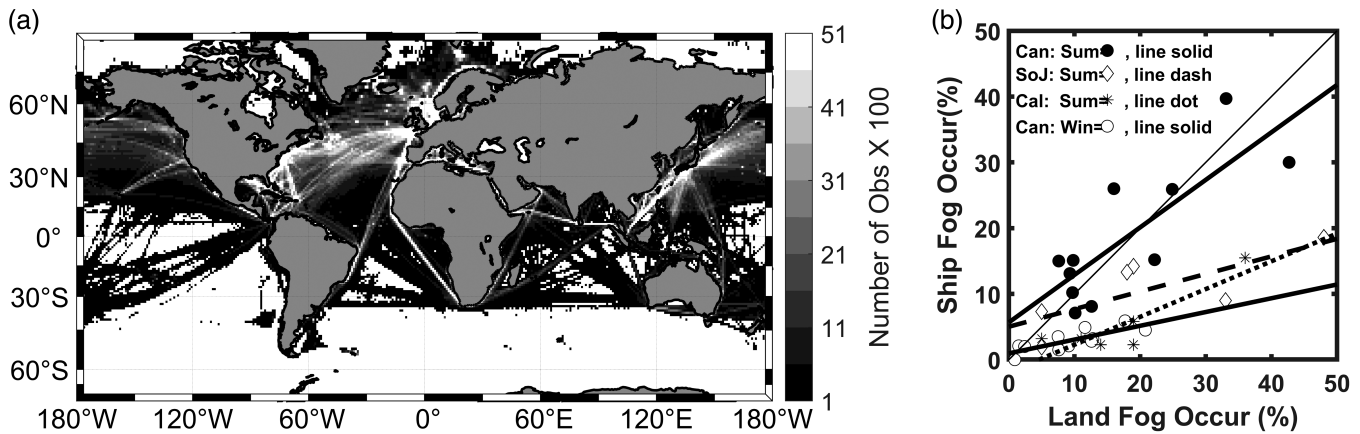 (a)
60°N
30°N
0°
30°S
60°S
180°W
120°W
60°W
0°
60°E
120°E
180°W
51
41
31
21
11
1
Number of Obs X 100
(b)
50
40
30
20
10
0
Ship Fog Occur(%)
Can: Sum= , line solid
SoJ: Sum= , line dash
Cal: Sum= , line dot
Can: Win= , line solid
0
10
20
30
40
50
Land Fog Occur (%)